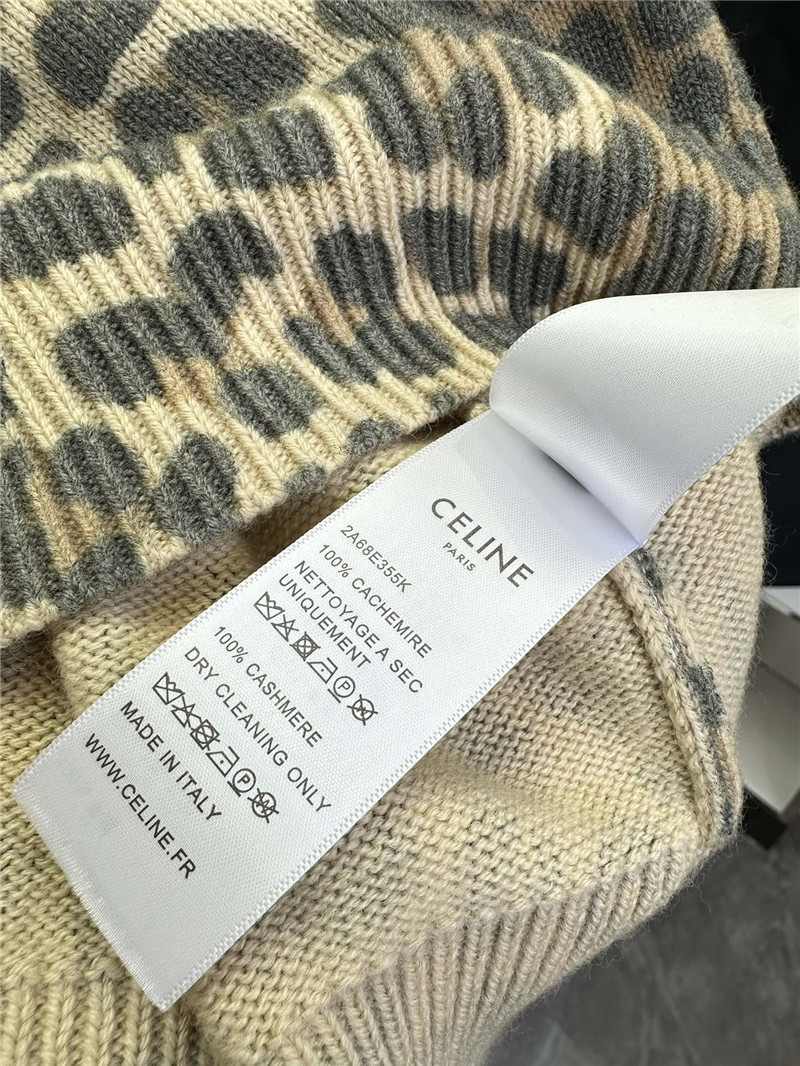 CELINE
PARIS
2A68E355K
100% CACHEMIRE
NETTOYAGE A SEC
UNIQUEMENT
100% CASHMERE
DRY CLEANING ONLY
MADE IN ITALY
WWW.CELINE.FR